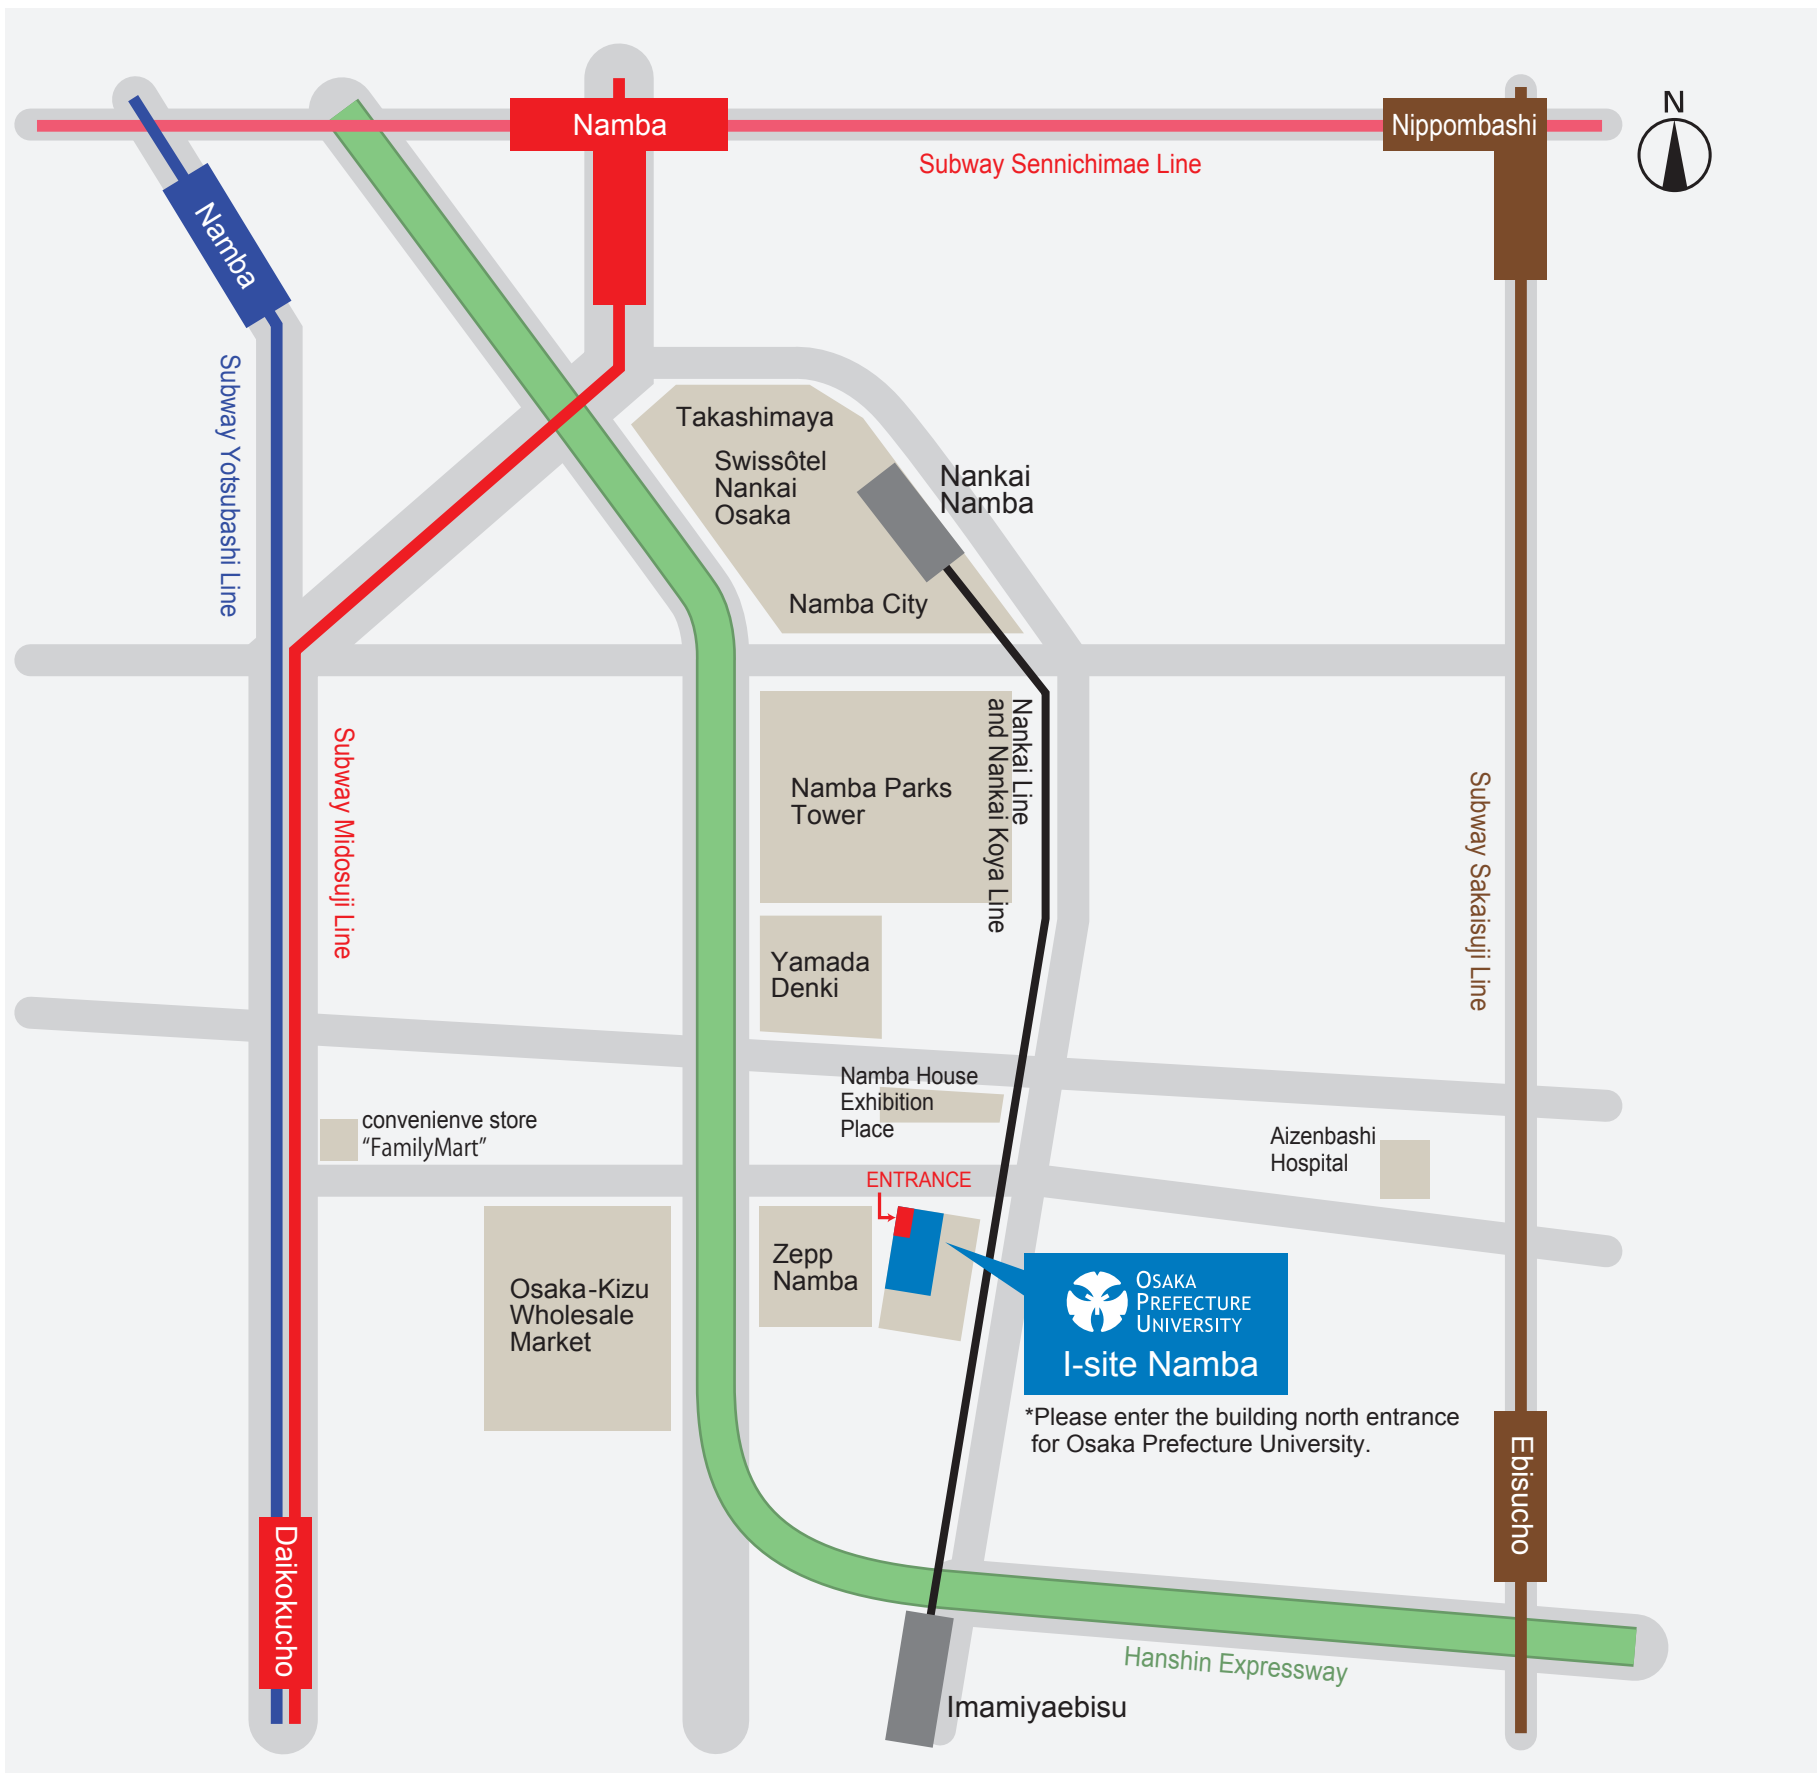 N
Namba
Nippombashi
Subway Sennichimae Line
Namba
Subway Yotsubashi Line
Takashimaya
Swissôtel
Nankai
Osaka
Nankai
Namba
Namba City
Nankai Line
and Nankai Koya Line
Subway Midosuji Line
Namba Parks
Tower
Subway Sakaisuji Line
Yamada
Denki
Namba House
Exhibition
Place
convenienve store
“FamilyMart”
Aizenbashi
Hospital
ENTRANCE
Zepp
Namba
Osaka-Kizu
Wholesale
Market
OSAKA
PREFECTURE
UNIVERSITY
I-site Namba
*Please enter the building north entrance
for Osaka Prefecture University.
Ebisucho
Daikokucho
Hanshin Expressway
Imamiyaebisu